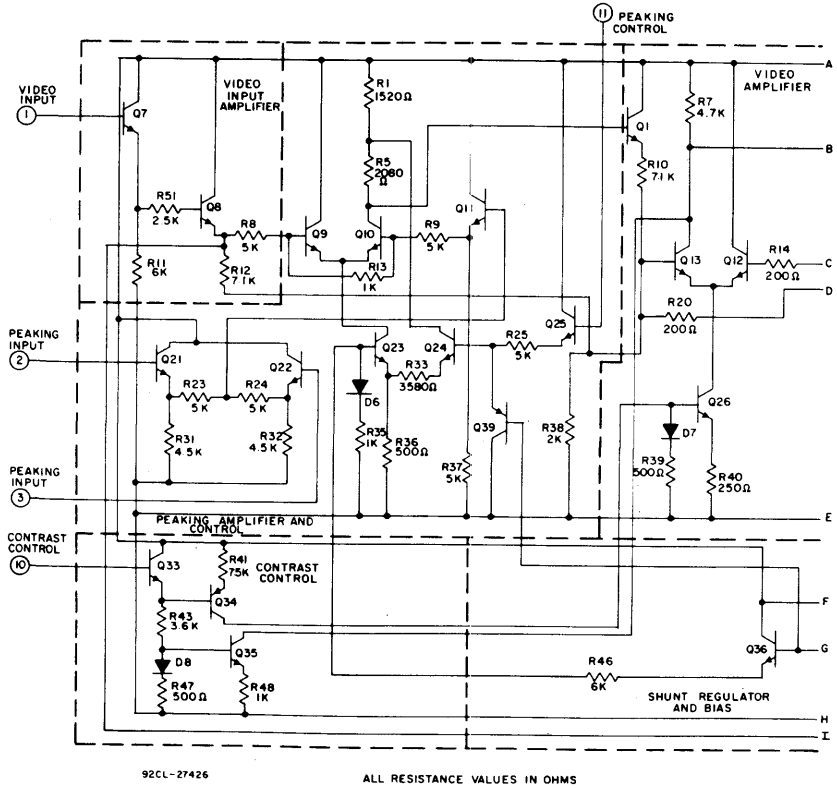 11 PEAKING
CONTROL
A
VIDEO
INPUT
1
Q7
VIDEO
INPUT
AMPLIFIER
R1
1520Ω
R5
2080
Ω
Q1
R7
4.7K
VIDEO
AMPLIFIER
B
R10
7.1K
R51
2.5K
Q8
R8
5K
Q9
Q10
R9
5K
Q11
R11
6K
R12
7.1K
R13
1K
Q13
Q12
R14
200Ω
C
D
R20
200Ω
PEAKING
INPUT
2
Q21
Q22
R23
5K
R24
5K
Q23
Q24
R25
5K
Q25
R33
3580Ω
D6
R31
4.5K
R32
4.5K
R35
1K
R36
500Ω
R37
5K
Q39
R38
2K
Q26
D7
R39
500Ω
R40
250Ω
PEAKING
INPUT
3
PEAKING AMPLIFIER AND
CONTROL
E
CONTRAST
CONTROL
10
Q33
R41
75K
CONTRAST
CONTROL
Q34
R43
3.6K
Q35
D8
R47
500Ω
R48
1K
F
G
Q36
R46
6K
SHUNT REGULATOR
AND BIAS
H
I
92CL-27426
ALL RESISTANCE VALUES IN OHMS